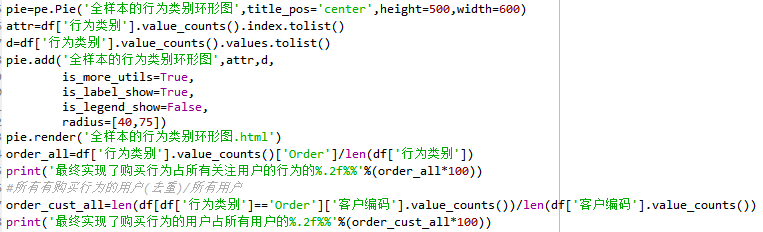 pie=pe.Pie('全样本的行为类别环形图',title_pos='center',height=500,width=600)
attr=df['行为类别'].value_counts().index.tolist()
d=df['行为类别'].value_counts().values.tolist()
pie.add('全样本的行为类别环形图',attr,d,
is_more_utils=True,
is_label_show=True,
is_legend_show=False,
radius=[40,75])
pie.render('全样本的行为类别环形图.html')
order_all=df['行为类别'].value_counts()['Order']/len(df['行为类别'])
print('最终实现了购买行为占所有关注用户的行为的%.2f%%'%(order_all*100))
#所有有购买行为的用户(去重)/所有用户
order_cust_all=len(df[df['行为类别']=='Order']['客户编码'].value_counts())/len(df['客户编码'].value_counts())
print('最终实现了购买行为的用户占所有用户的%.2f%%'%(order_cust_all*100))